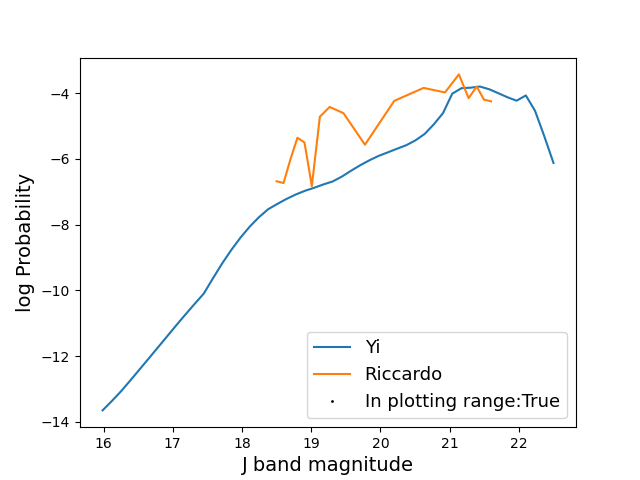 −4
−6
−8
−10
−12
−14
log Probability
16 17 18 19 20 21 22
J band magnitude
Yi
Riccardo
In plotting range:True